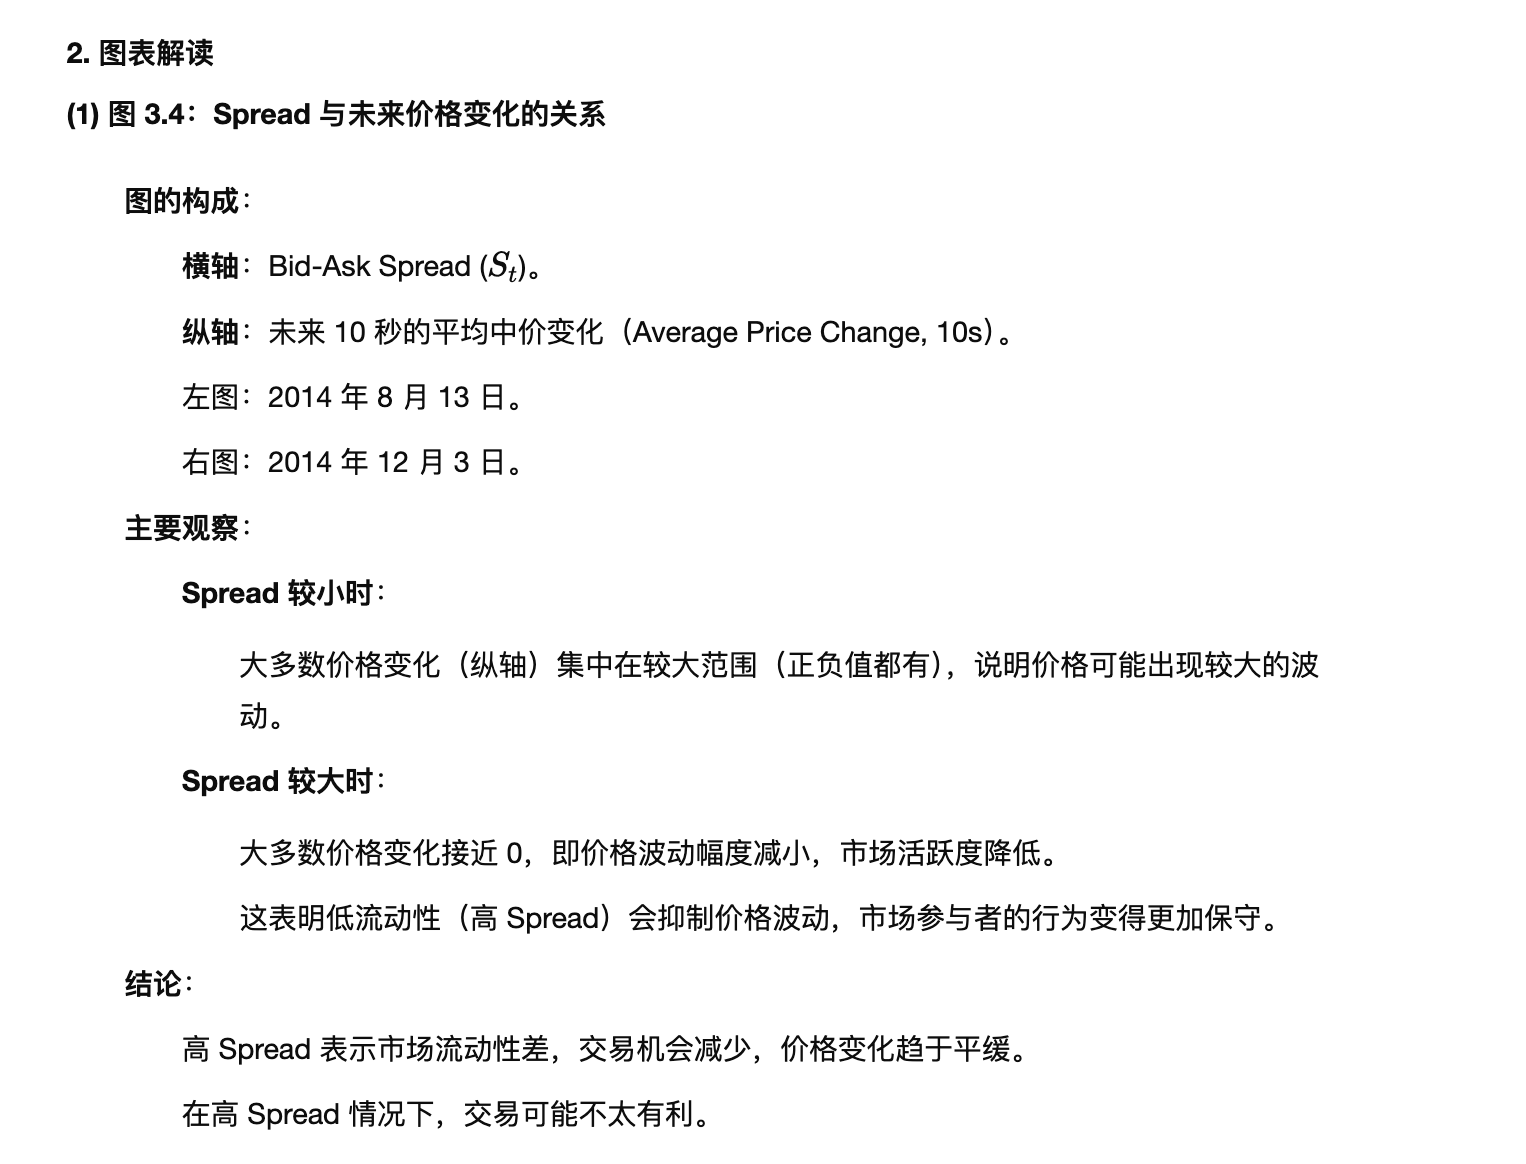 2. 图表解读
(1) 图 3.4：Spread 与未来价格变化的关系
图的构成：
横轴：Bid-Ask Spread (S_t)。
纵轴：未来 10 秒的平均中价变化（Average Price Change, 10s）。
左图：2014 年 8 月 13 日。
右图：2014 年 12 月 3 日。
主要观察：
Spread 较小时：
大多数价格变化（纵轴）集中在较大范围（正负值都有），说明价格可能出现较大的波
动。
Spread 较大时：
大多数价格变化接近 0，即价格波动幅度减小，市场活跃度降低。
这表明低流动性（高 Spread）会抑制价格波动，市场参与者的行为变得更加保守。
结论：
高 Spread 表示市场流动性差，交易机会减少，价格变化趋于平缓。
在高 Spread 情况下，交易可能不太有利。